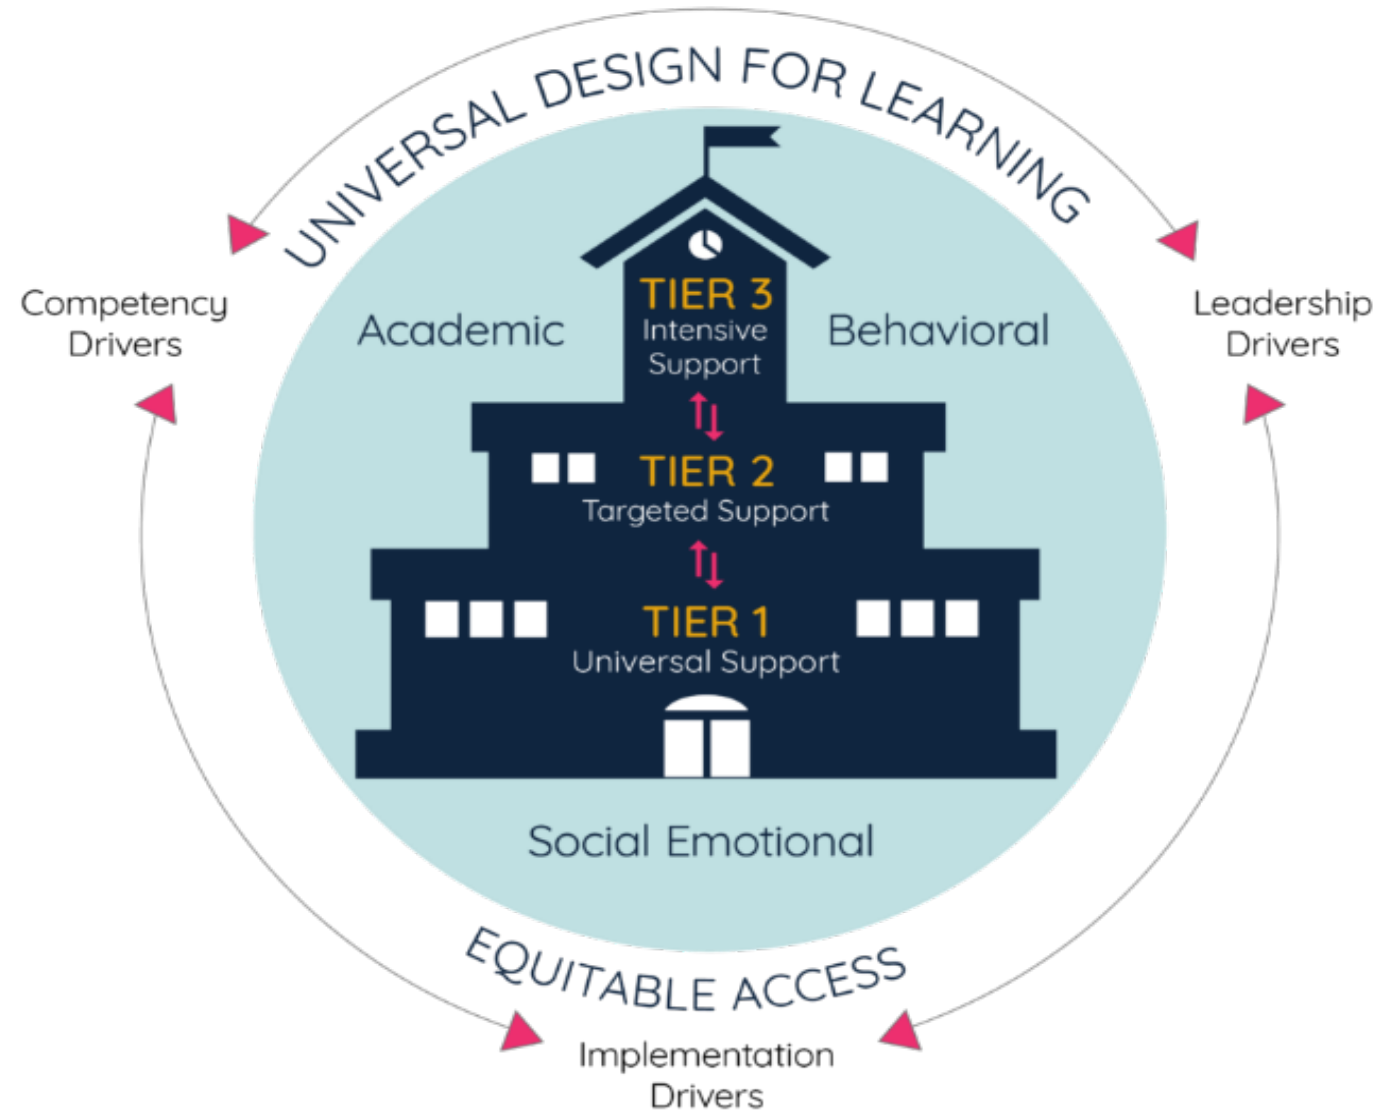 UNIVERSAL DESIGN FOR LEARNING
Competency
Drivers
Leadership
Drivers
Academic
Behavioral
TIER 3
Intensive
Support
TIER 2
Targeted Support
TIER 1
Universal Support
Social Emotional
EQUITABLE ACCESS
Implementation
Drivers